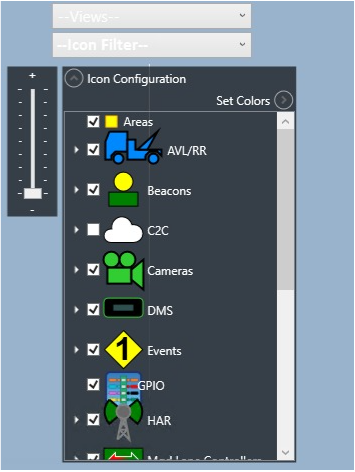 --Views--
--Icon Filter--
+
Icon Configuration
Set Colors
Areas
AVL/RR
Beacons
C2C
Cameras
DMS
1
Events
GPIO
HAR
-